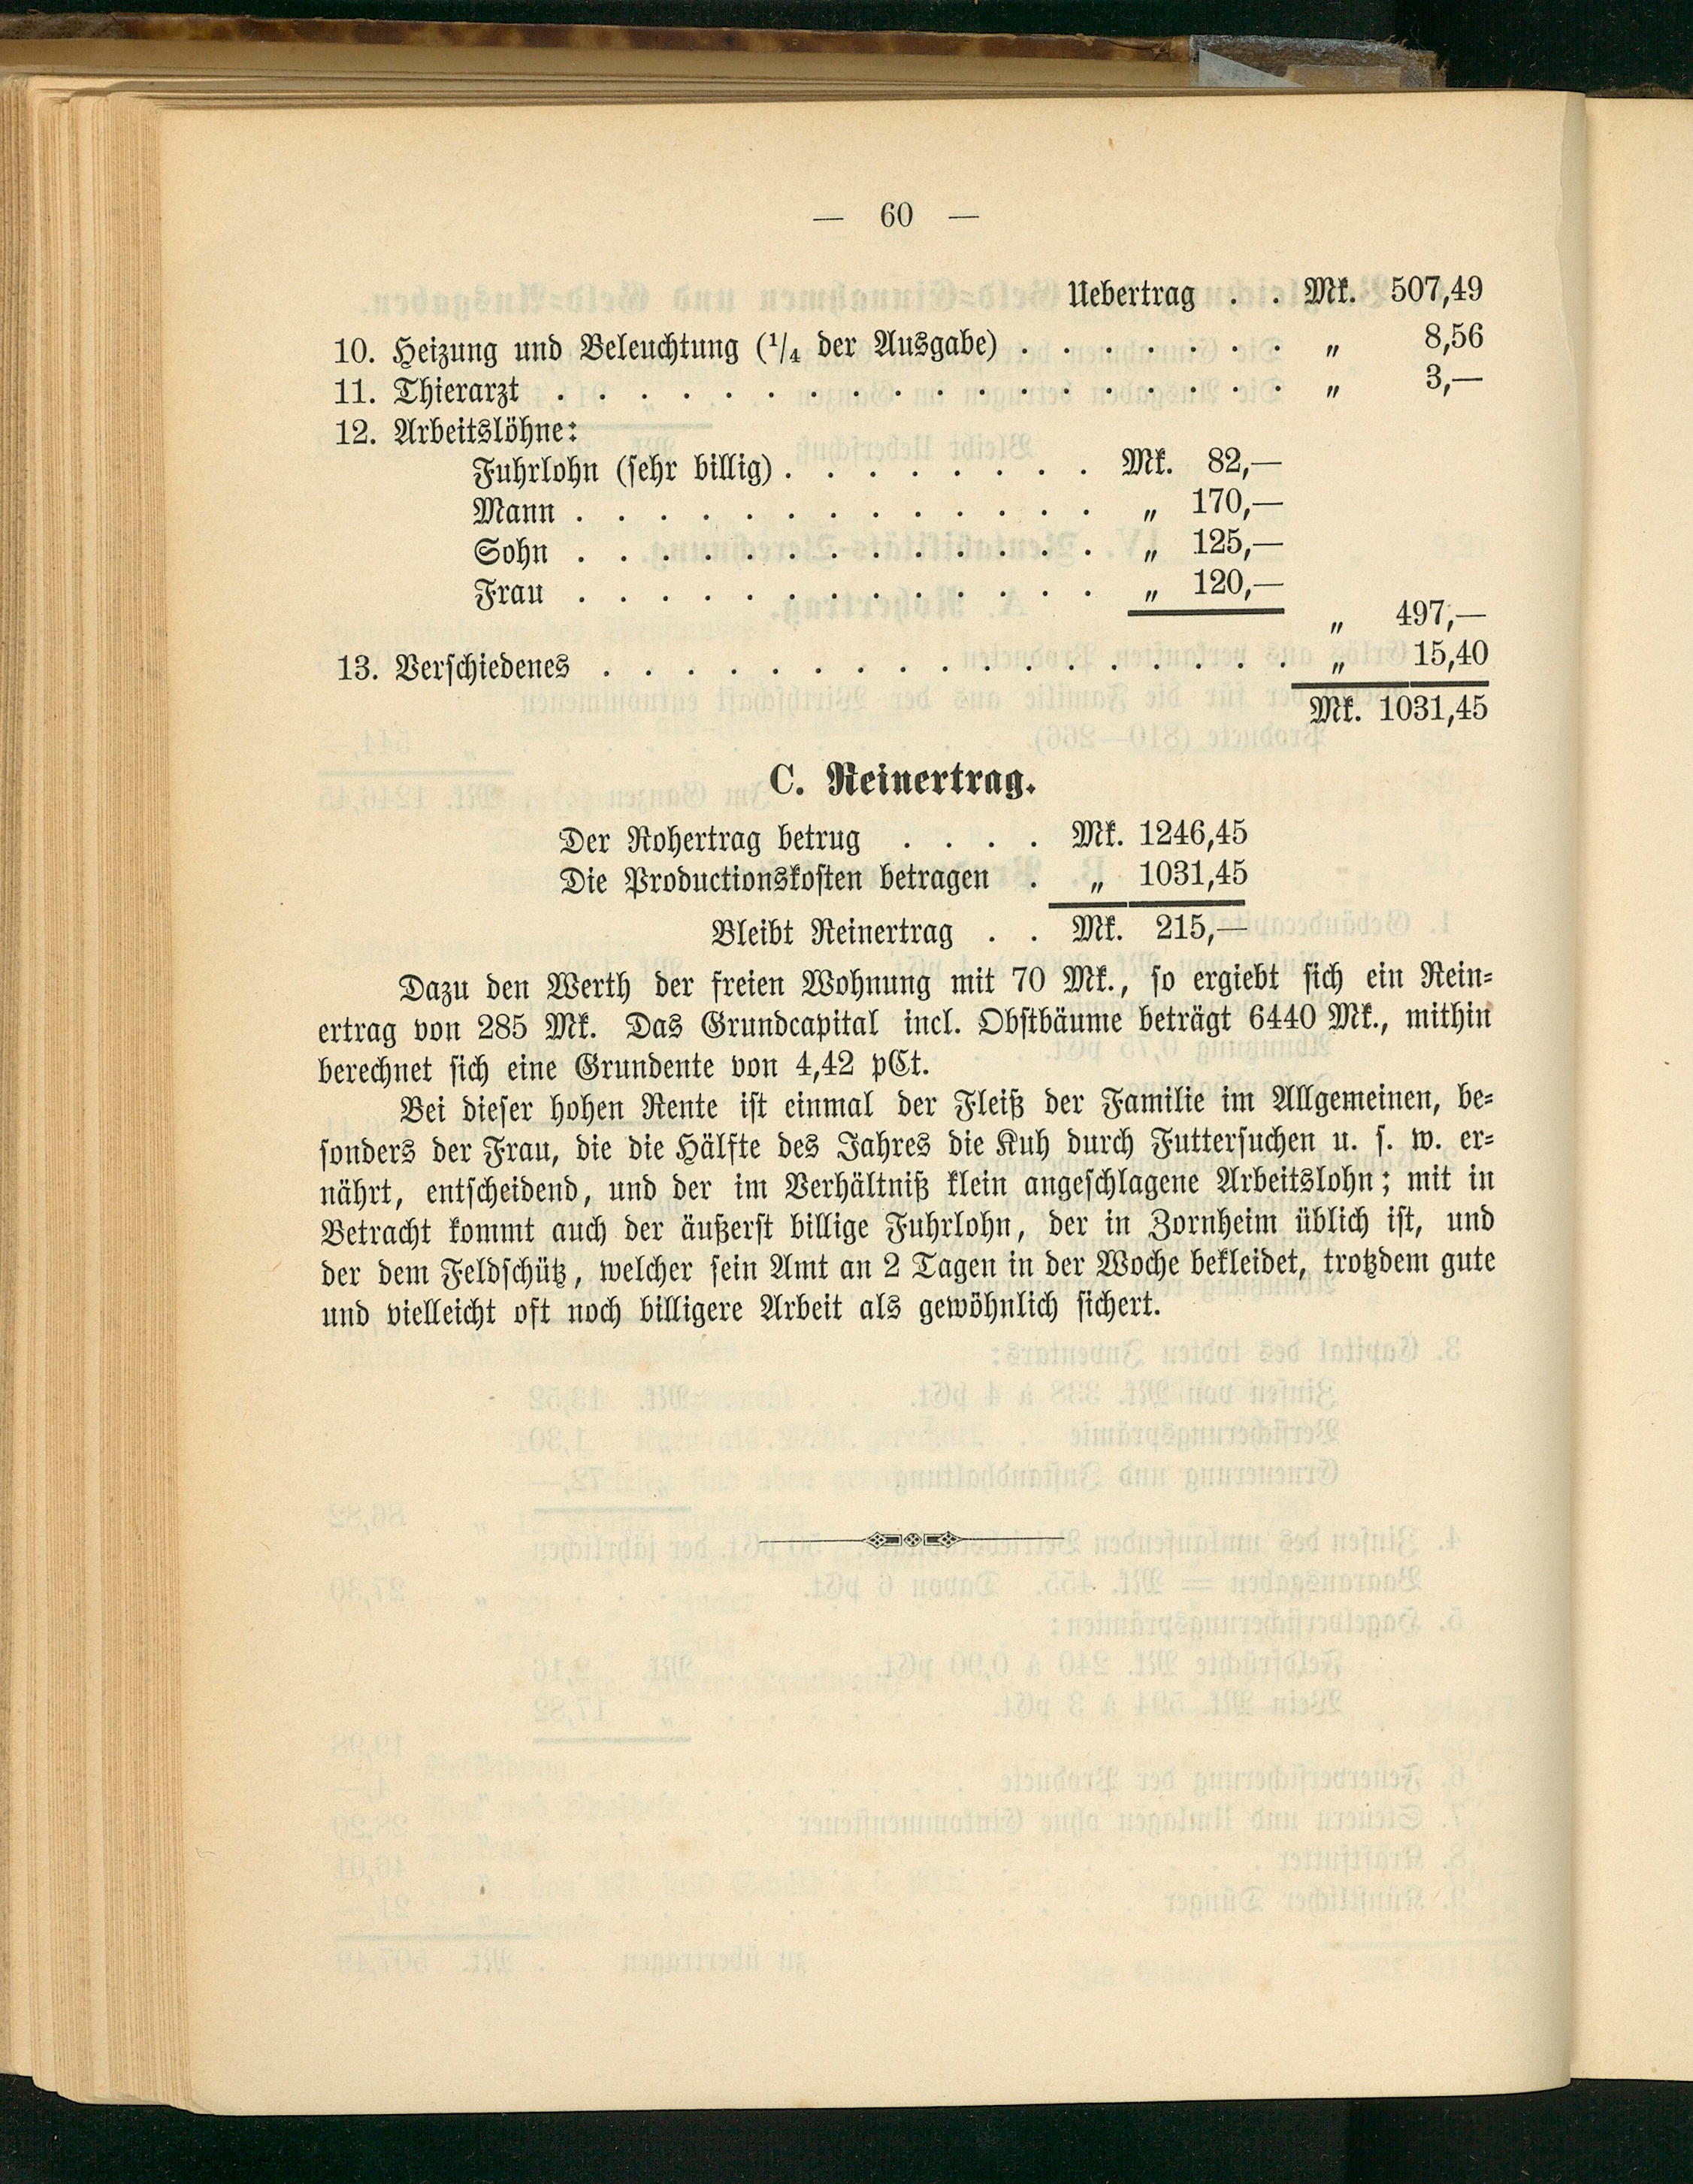 — 60 —
Uebertrag . . Mk. 507,49
10. Heizung und Beleuchtung (1/4 der Ausgabe) . . . . . . . „ 8,56
11. Thierarzt . . . . . . . . . . . . . . . . . . „ 3,—
12. Arbeitslöhne:
Fuhrlohn (sehr billig) . . . . . . . . Mk. 82,—
Mann . . . . . . . . . . . . . „ 170,—
Sohn . . . . . . . . . . . . . „ 125,—
Frau . . . . . . . . . . . . . „ 120,—
„ 497,—
13. Verschiedenes . . . . . . . . . . . . . . . . . „ 15,40
Mk. 1031,45
C. Reinertrag.
Der Rohertrag betrug . . . . Mk. 1246,45
Die Productionskosten betragen . „ 1031,45
Bleibt Reinertrag . . Mk. 215,—
Dazu den Werth der freien Wohnung mit 70 Mk., so ergiebt sich ein Rein-
ertrag von 285 Mk. Das Grundcapital incl. Obstbäume beträgt 6440 Mk., mithin
berechnet sich eine Grundente von 4,42 pCt.
Bei dieser hohen Rente ist einmal der Fleiß der Familie im Allgemeinen, be-
sonders der Frau, die die Hälfte des Jahres die Kuh durch Futtersuchen u. s. w. er-
nährt, entscheidend, und der im Verhältniß klein angeschlagene Arbeitslohn; mit in
Betracht kommt auch der äußerst billige Fuhrlohn, der in Zornheim üblich ist, und
der dem Feldschütz, welcher sein Amt an 2 Tagen in der Woche bekleidet, trotzdem gute
und vielleicht oft noch billigere Arbeit als gewöhnlich sichert.